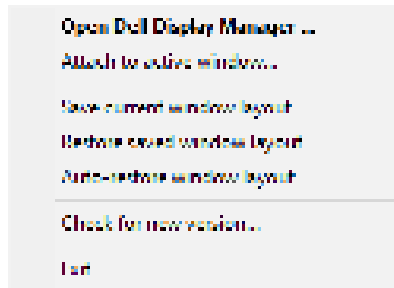 Open Dell Display Manager ...
Attach to active window...
Save current window layout
Restore saved window layout
Auto-restore window layout
Check for new version...
Exit